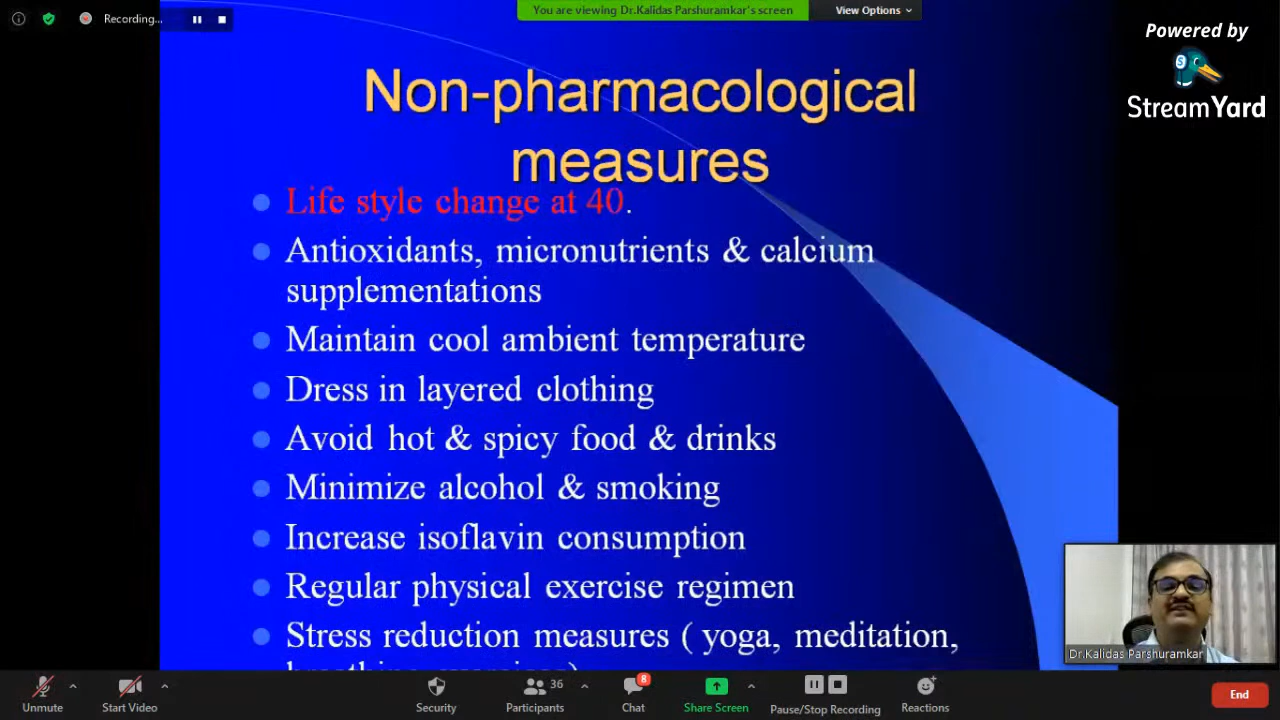 Recording...
You are viewing Dr.Kalidas Parshuramkar's screen
View Options
Powered by
StreamYard
Non-pharmacological
measures
Life style change at 40.
Antioxidants, micronutrients & calcium
supplementations
Maintain cool ambient temperature
Dress in layered clothing
Avoid hot & spicy food & drinks
Minimize alcohol & smoking
Increase isoflavin consumption
Regular physical exercise regimen
Stress reduction measures ( yoga, meditation,
Dr.Kalidas Parshuramkar
Unmute
Start Video
Security
Participants
36
Chat
8
Share Screen
Pause/Stop Recording
Reactions
End